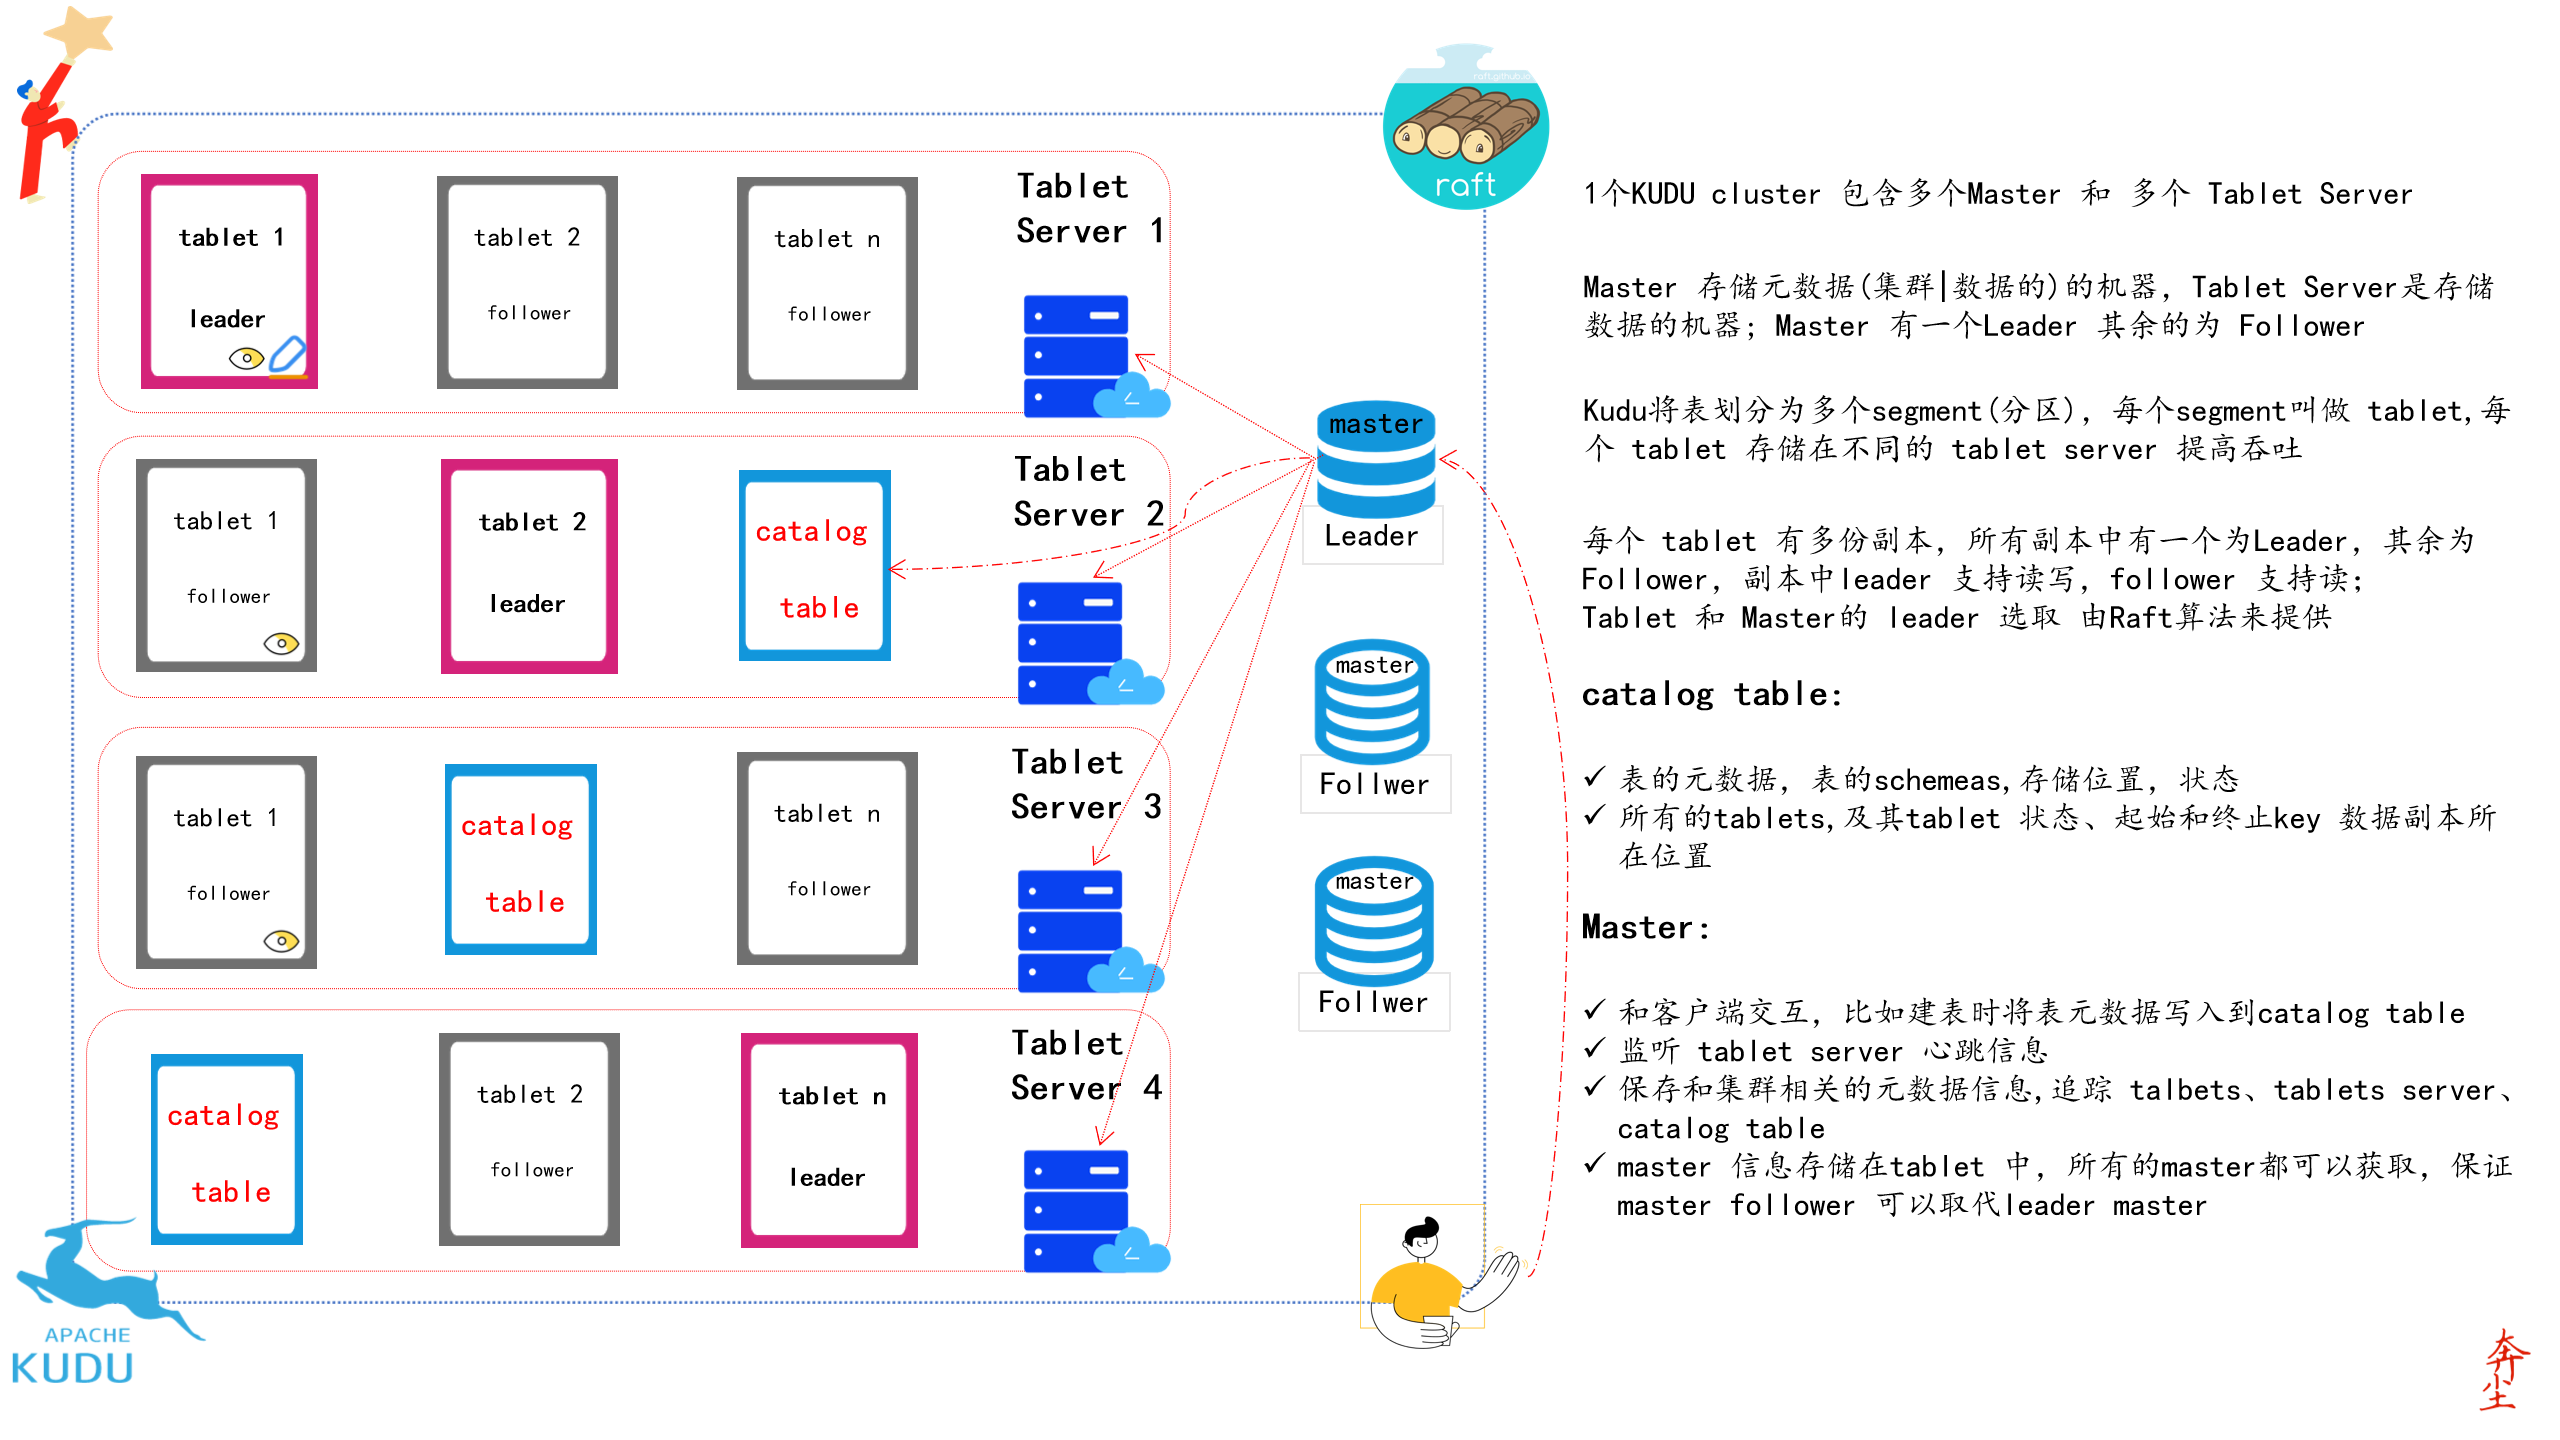 raft.github.io
raft
tablet 1
leader
tablet 2
follower
tablet n
follower
Tablet
Server 1
tablet 1
follower
tablet 2
leader
catalog
table
Tablet
Server 2
tablet 1
follower
catalog
table
tablet n
follower
Tablet
Server 3
catalog
table
tablet 2
follower
tablet n
leader
Tablet
Server 4
master
Leader
master
Follwer
master
Follwer
APACHE
KUDU
1个KUDU cluster 包含多个Master 和 多个 Tablet Server
Master 存储元数据(集群|数据的)的机器, Tablet Server是存储
数据的机器; Master 有一个Leader 其余的为 Follower
Kudu将表划分为多个segment(分区), 每个segment叫做 tablet,每
个 tablet 存储在不同的 tablet server 提高吞吐
每个 tablet 有多份副本, 所有副本中有一个为Leader, 其余为
Follower, 副本中leader 支持读写, follower 支持读;
Tablet 和 Master的 leader 选取 由Raft算法来提供
catalog table:
✓ 表的元数据, 表的schemeas,存储位置, 状态
✓ 所有的tablets,及其tablet 状态、起始和终止key 数据副本所
在位置
Master:
✓ 和客户端交互, 比如建表时将表元数据写入到catalog table
✓ 监听 tablet server 心跳信息
✓ 保存和集群相关的元数据信息,追踪 talbets、tablets server、
catalog table
✓ master 信息存储在tablet 中, 所有的master都可以获取, 保证
master follower 可以取代leader master
奔尘